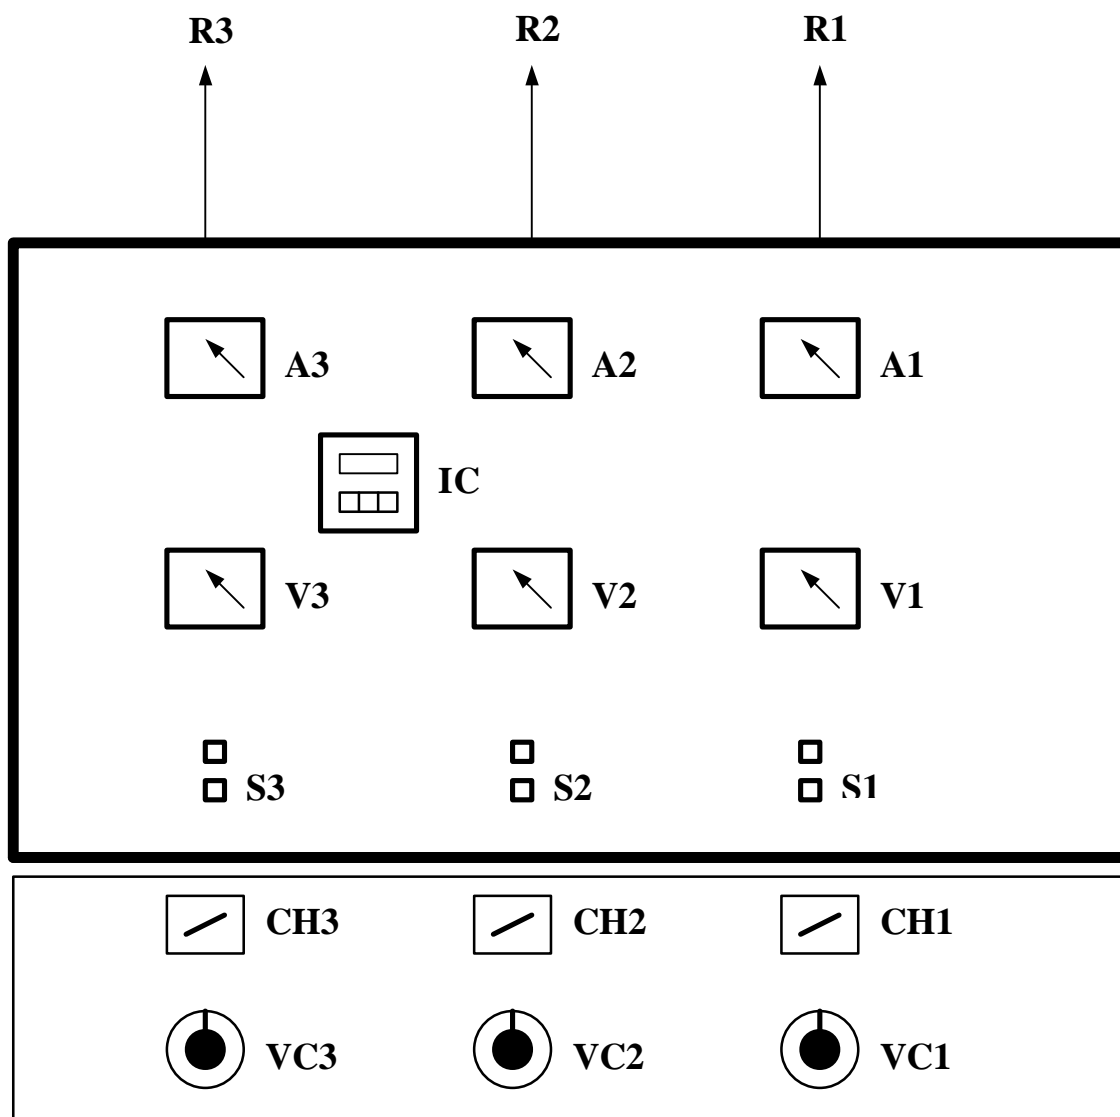 R3 R2 R1
A3 A2 A1
IC
V3 V2 V1
S3 S2 S1
CH3 CH2 CH1
VC3 VC2 VC1